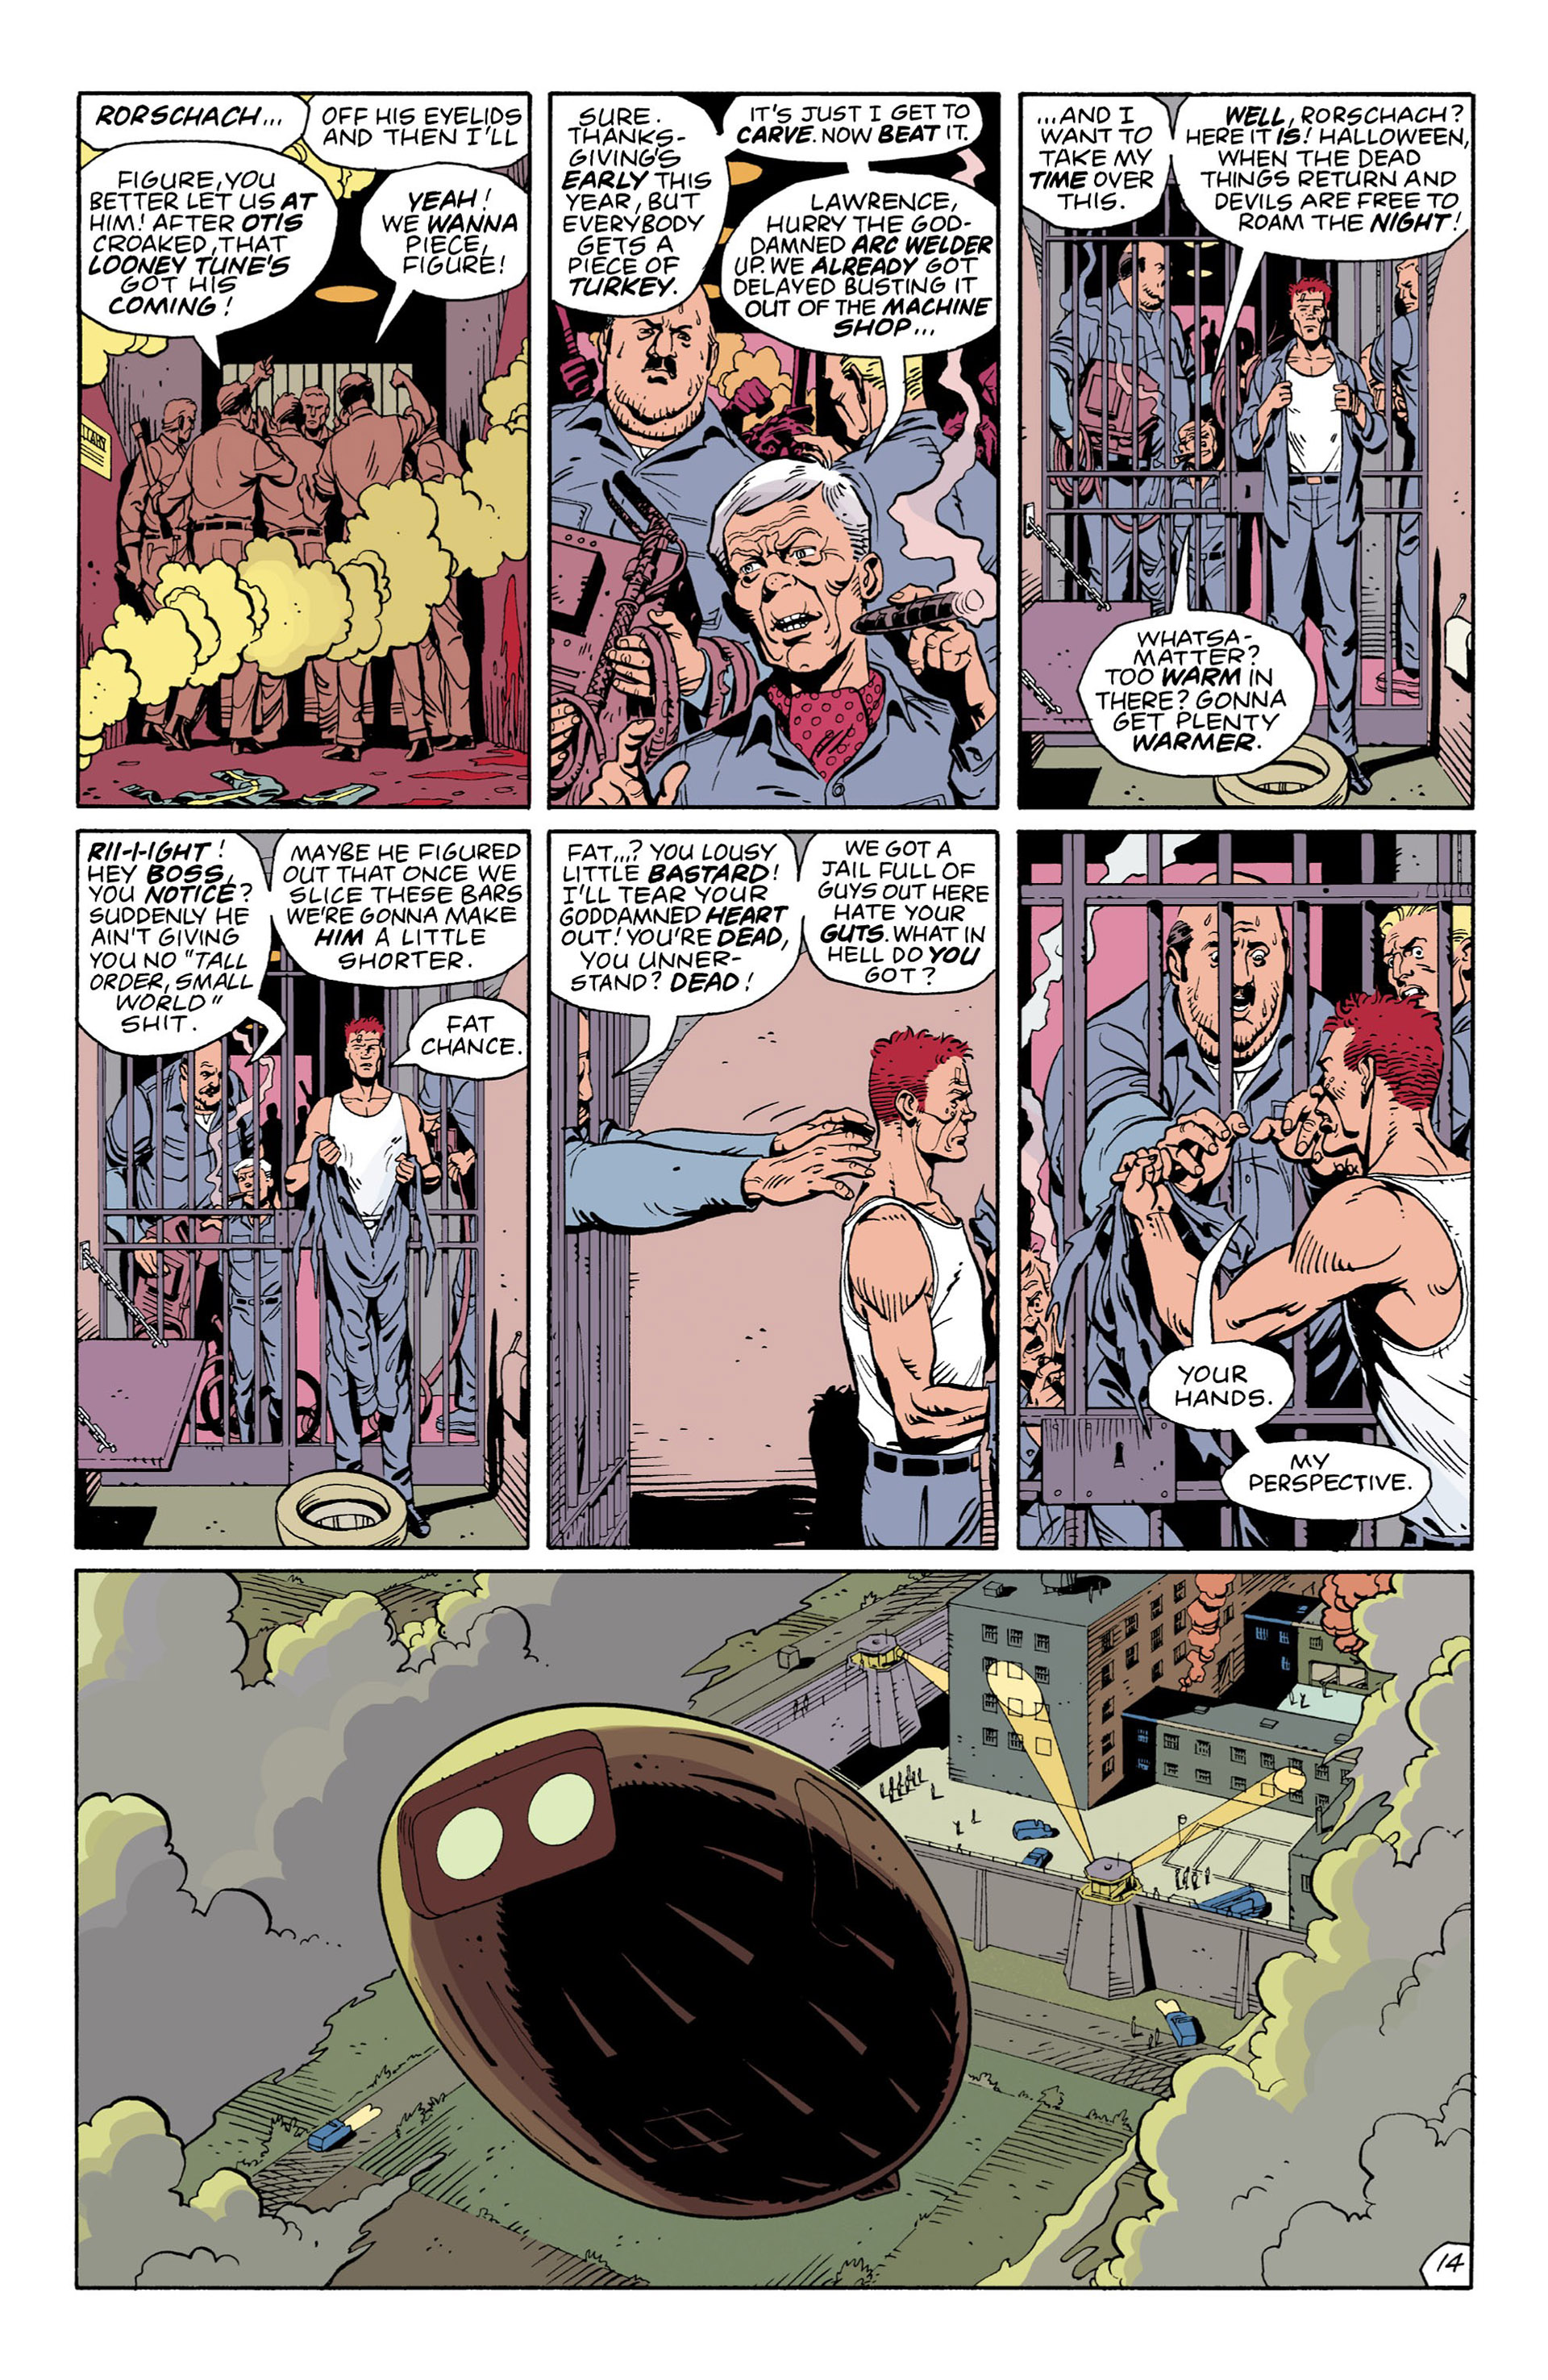 RORSCHACH...
OFF HIS EYELIDS
AND THEN I'LL
FIGURE, YOU
BETTER LET US AT
HIM! AFTER OTIS
CROAKED, THAT
LOONEY TUNE'S
GOT HIS
COMING!
YEAH!
WE WANNA
PIECE,
FIGURE!
SURE.
THANKS-
GIVING'S
EARLY THIS
YEAR, BUT
EVERYBODY
GETS A
PIECE OF
TURKEY.
IT'S JUST I GET TO
CARVE. NOW BEAT IT.
LAWRENCE,
HURRY THE GOD-
DAMNED ARC WELDER
UP. WE ALREADY GOT
DELAYED BUSTING IT
OUT OF THE MACHINE
SHOP...
...AND I
WANT TO
TAKE MY
TIME OVER
THIS.
WELL, RORSCHACH?
HERE IT IS! HALLOWEEN,
WHEN THE DEAD
THINGS RETURN AND
DEVILS ARE FREE TO
ROAM THE NIGHT!
WHATSA-
MATTER?
TOO WARM IN
THERE? GONNA
GET PLENTY
WARMER.
RII-I-IGHT!
HEY BOSS,
YOU NOTICE?
SUDDENLY HE
AIN'T GIVING
YOU NO "TALL
ORDER, SMALL
WORLD"
SHIT.
MAYBE HE FIGURED
OUT THAT ONCE WE
SLICE THESE BARS
WE'RE GONNA MAKE
HIM A LITTLE
SHORTER.
FAT
CHANCE.
FAT...? YOU LOUSY
LITTLE BASTARD!
I'LL TEAR YOUR
GODDAMNED HEART
OUT! YOU'RE DEAD,
YOU UNNER-
STAND? DEAD!
WE GOT A
JAIL FULL OF
GUYS OUT HERE
HATE YOUR
GUTS. WHAT IN
HELL DO YOU
GOT?
YOUR
HANDS.
MY
PERSPECTIVE.
14